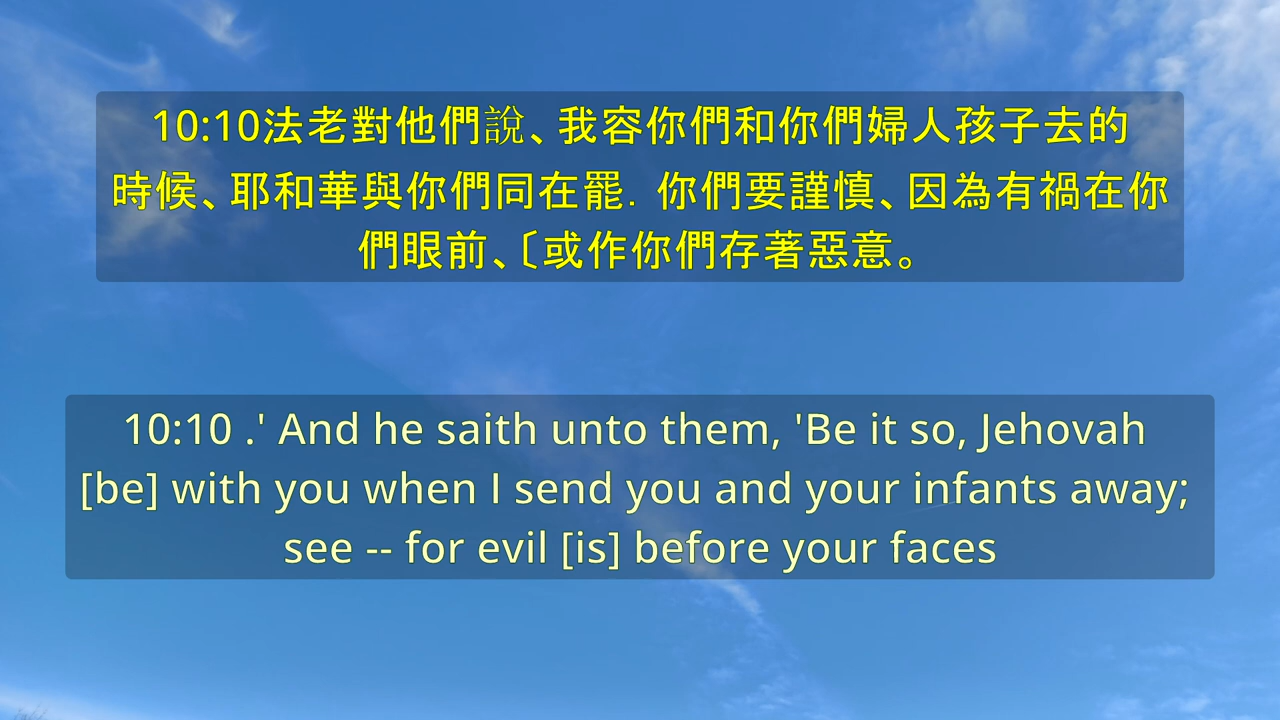 10:10法老對他們說、我容你們和你們婦人孩子去的
時候、耶和華與你們同在罷．你們要謹慎、因為有禍在你
們眼前、〔或作你們存著惡意。
10:10 .' And he saith unto them, 'Be it so, Jehovah
[be] with you when I send you and your infants away;
see -- for evil [is] before your faces